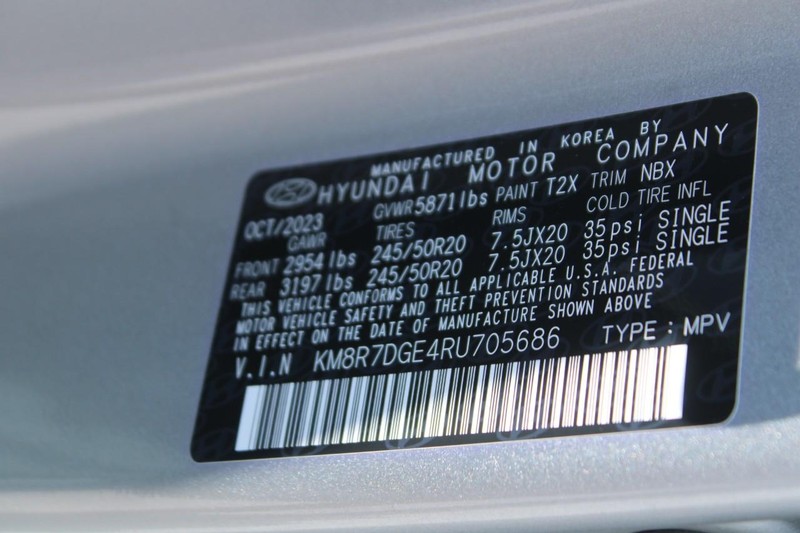 MANUFACTURED IN KOREA BY
HYUNDAI MOTOR COMPANY
OCT/2023 GVWR 5871lbs PAINT T2X TRIM NBX
GAWR TIRES RIMS COLD TIRE INFL
FRONT 2954lbs 245/50R20 7.5JX20 35psi SINGLE
REAR 3197lbs 245/50R20 7.5JX20 35psi SINGLE
THIS VEHICLE CONFORMS TO ALL APPLICABLE U.S.A. FEDERAL
MOTOR VEHICLE SAFETY AND THEFT PREVENTION STANDARDS
IN EFFECT ON THE DATE OF MANUFACTURE SHOWN ABOVE
V.I.N KM8R7DGE4RU705686 TYPE : MPV